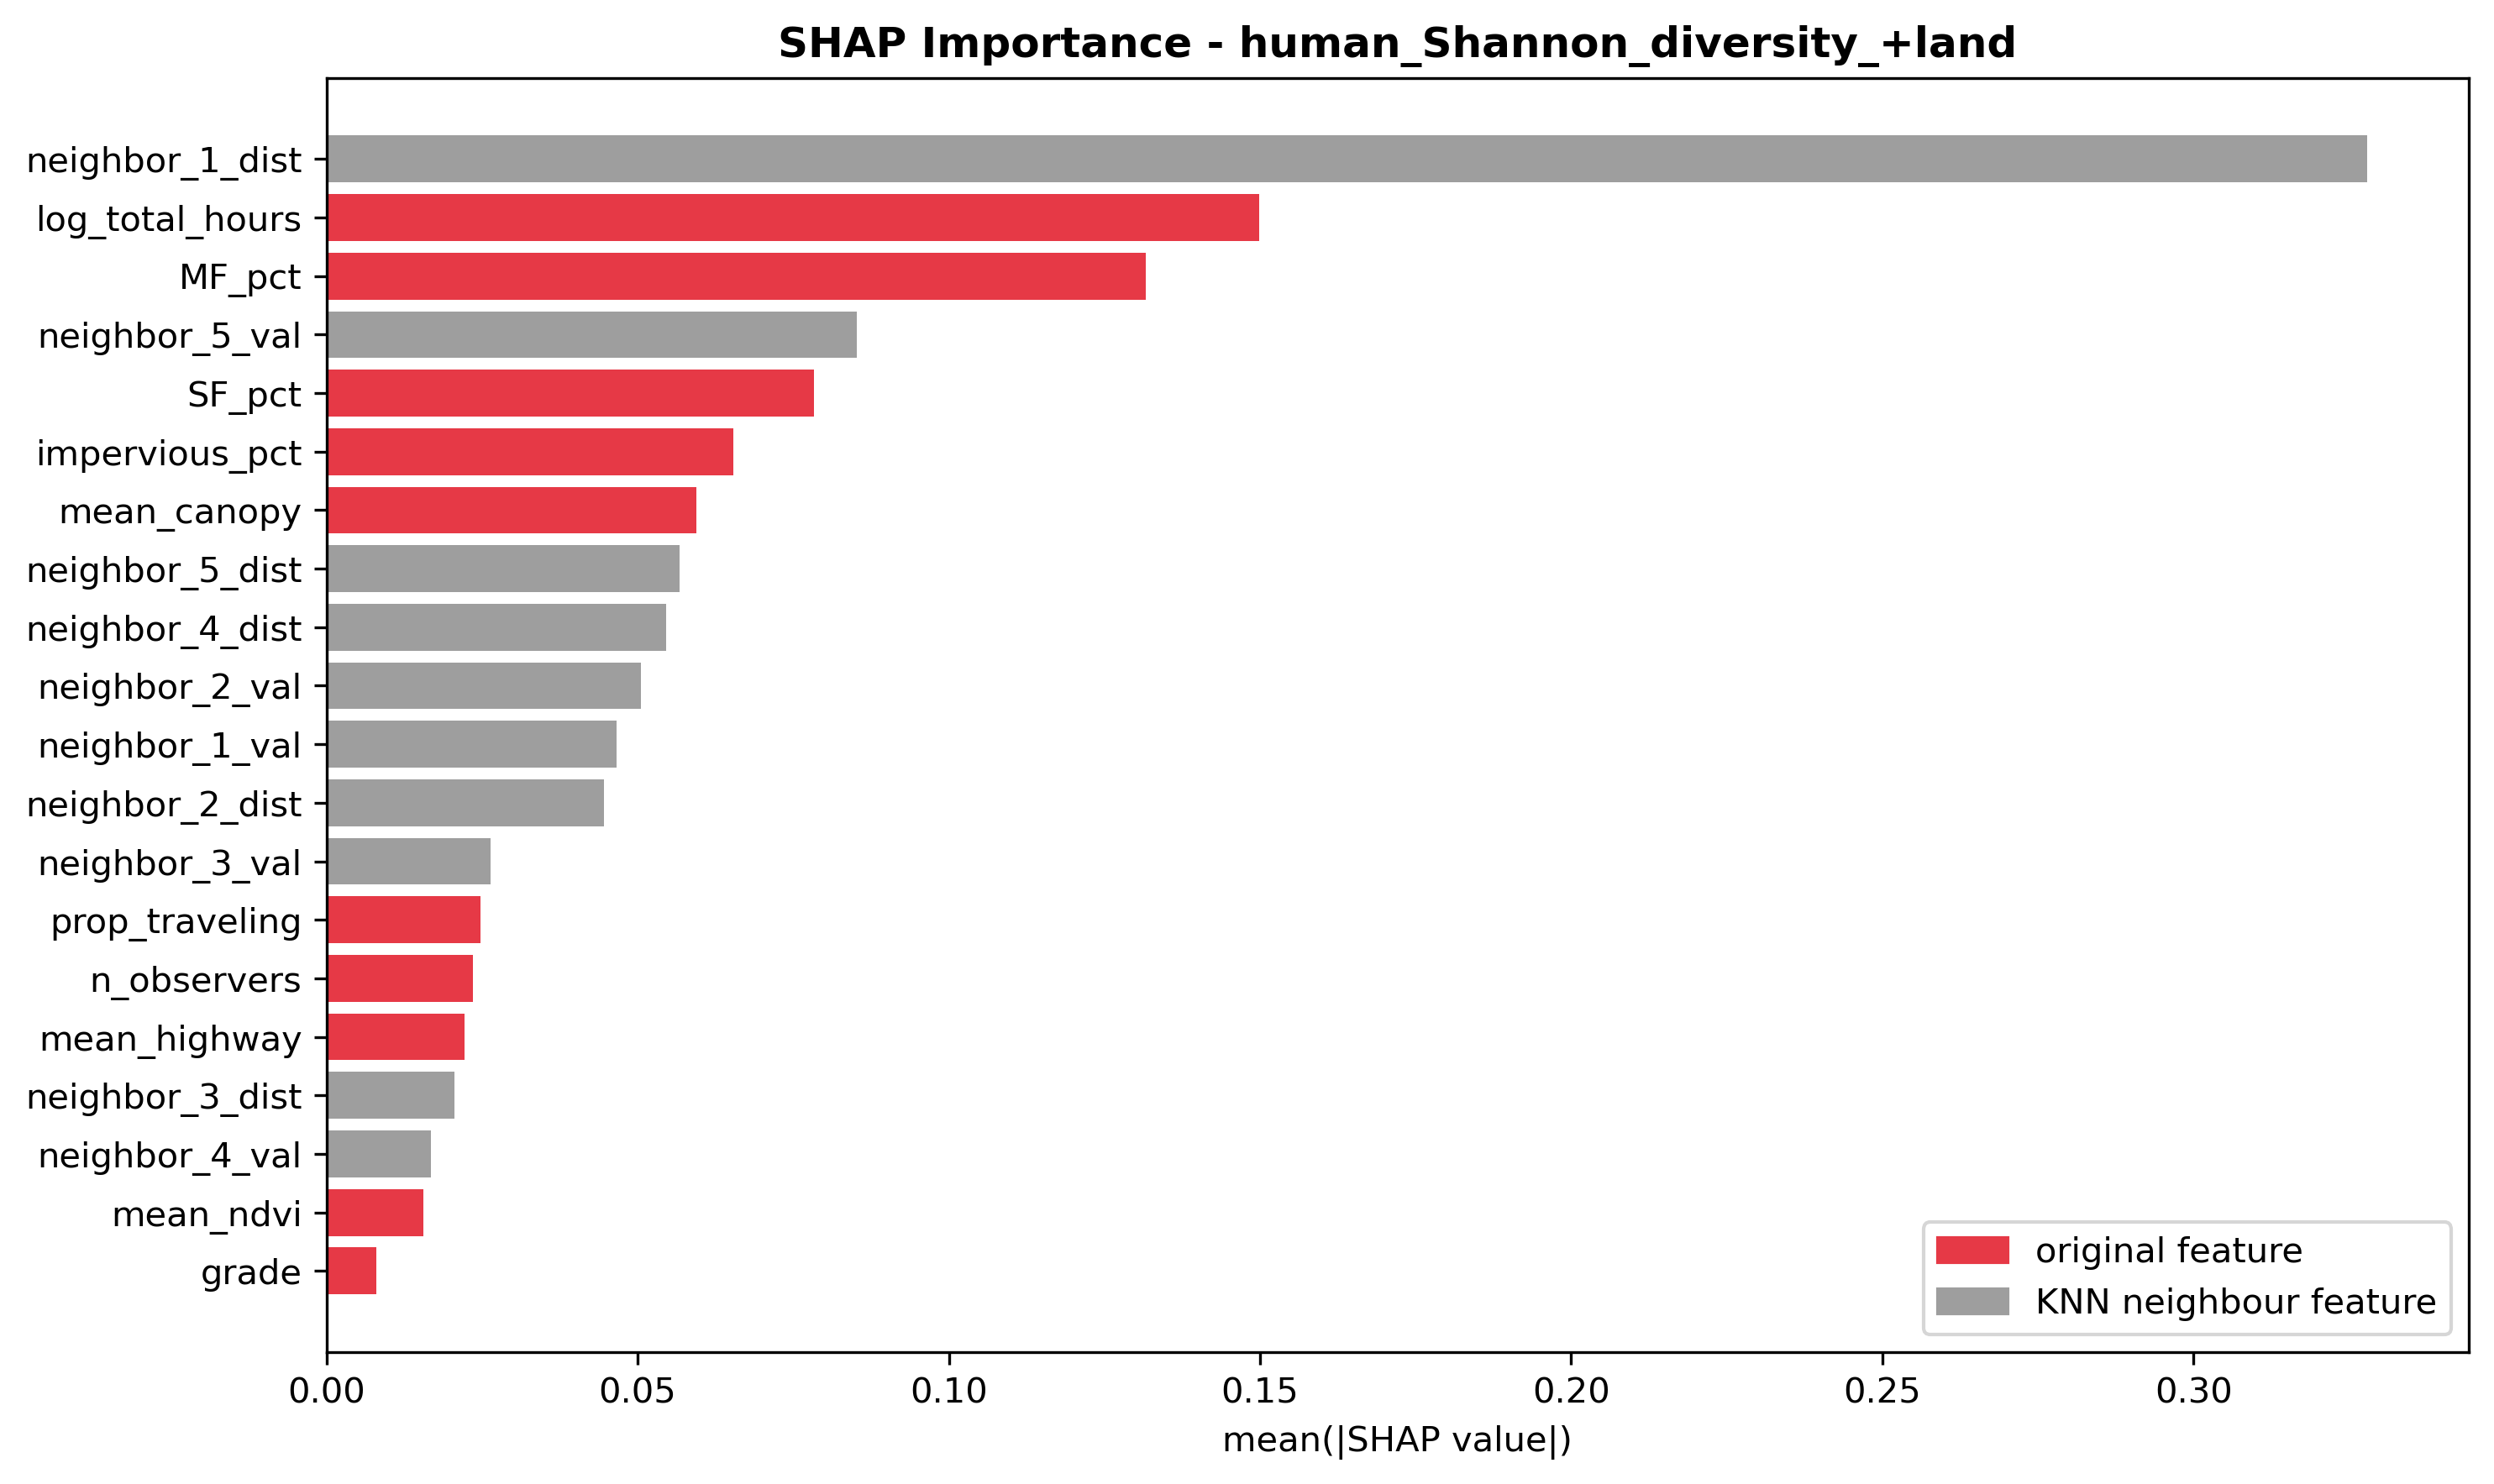 SHAP Importance - human_Shannon_diversity_+land
neighbor_1_dist
log_total_hours
MF_pct
neighbor_5_val
SF_pct
impervious_pct
mean_canopy
neighbor_5_dist
neighbor_4_dist
neighbor_2_val
neighbor_1_val
neighbor_2_dist
neighbor_3_val
prop_traveling
n_observers
mean_highway
neighbor_3_dist
neighbor_4_val
mean_ndvi
grade
original feature
KNN neighbour feature
0.00 0.05 0.10 0.15 0.20 0.25 0.30
mean(|SHAP value|)